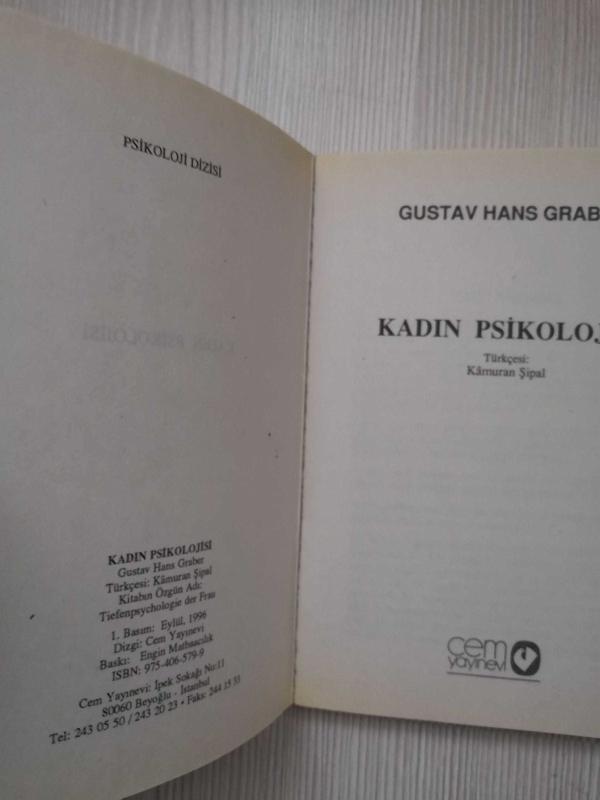 PSİKOLOJİ DİZİSİ
KADIN PSİKOLOJİSİ
Gustav Hans Graber
Türkçesi: Kâmuran Şipal
Kitabın Özgün Adı:
Tiefenpsychologie der Frau
1. Basım: Eylül, 1996
Dizgi: Cem Yayınevi
Baskı: Engin Matbaacılık
ISBN: 975-406-579-9
Cem Yayınevi: İpek Sokağı No:11
80060 Beyoğlu - İstanbul
Tel: 243 05 50 / 243 20 23 • Faks: 244 15 33
GUSTAV HANS GRAB
KADIN PSİKOLOJ
Türkçesi:
Kâmuran Şipal
cem
yayınevi